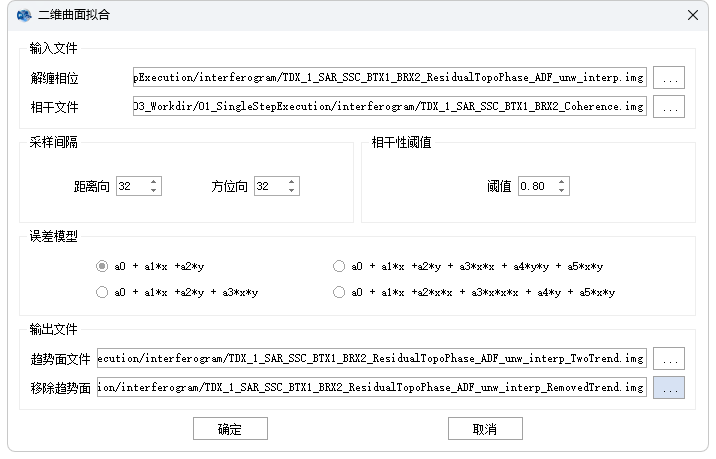 二维曲面拟合
输入文件
解缠相位 pExecution/interferogram/TDX_1_SAR_SSC_BTX1_BRX2_ResidualTopoPhase_ADF_unw_interp.img ...
相干文件 03_Workdir/01_SingleStepExecution/interferogram/TDX_1_SAR_SSC_BTX1_BRX2_Coherence.img ...
采样间隔 相干性阈值
距离向 32 方位向 32 阈值 0.80
误差模型
a0 + a1*x +a2*y a0 + a1*x +a2*y + a3*x*x + a4*y*y + a5*x*y
a0 + a1*x +a2*y + a3*x*y a0 + a1*x +a2*x*x + a3*x*x*x + a4*y + a5*x*y
输出文件
趋势面文件 ecution/interferogram/TDX_1_SAR_SSC_BTX1_BRX2_ResidualTopoPhase_ADF_unw_interp_TwoTrend.img ...
移除趋势面 ion/interferogram/TDX_1_SAR_SSC_BTX1_BRX2_ResidualTopoPhase_ADF_unw_interp_RemovedTrend.img ...
确定 取消